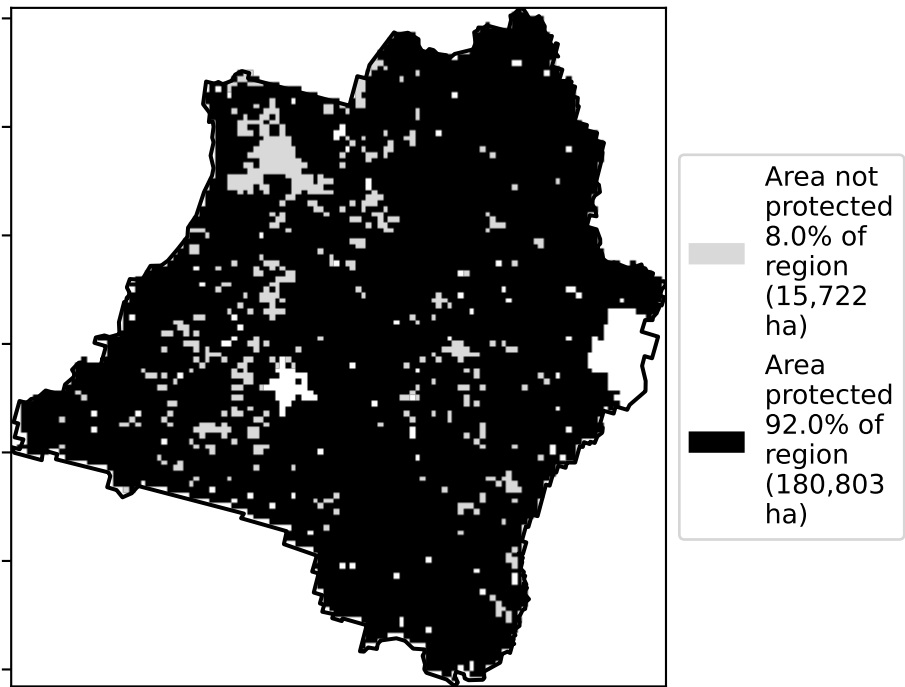 Area not
protected
8.0% of
region
(15,722
ha)
Area
protected
92.0% of
region
(180,803
ha)